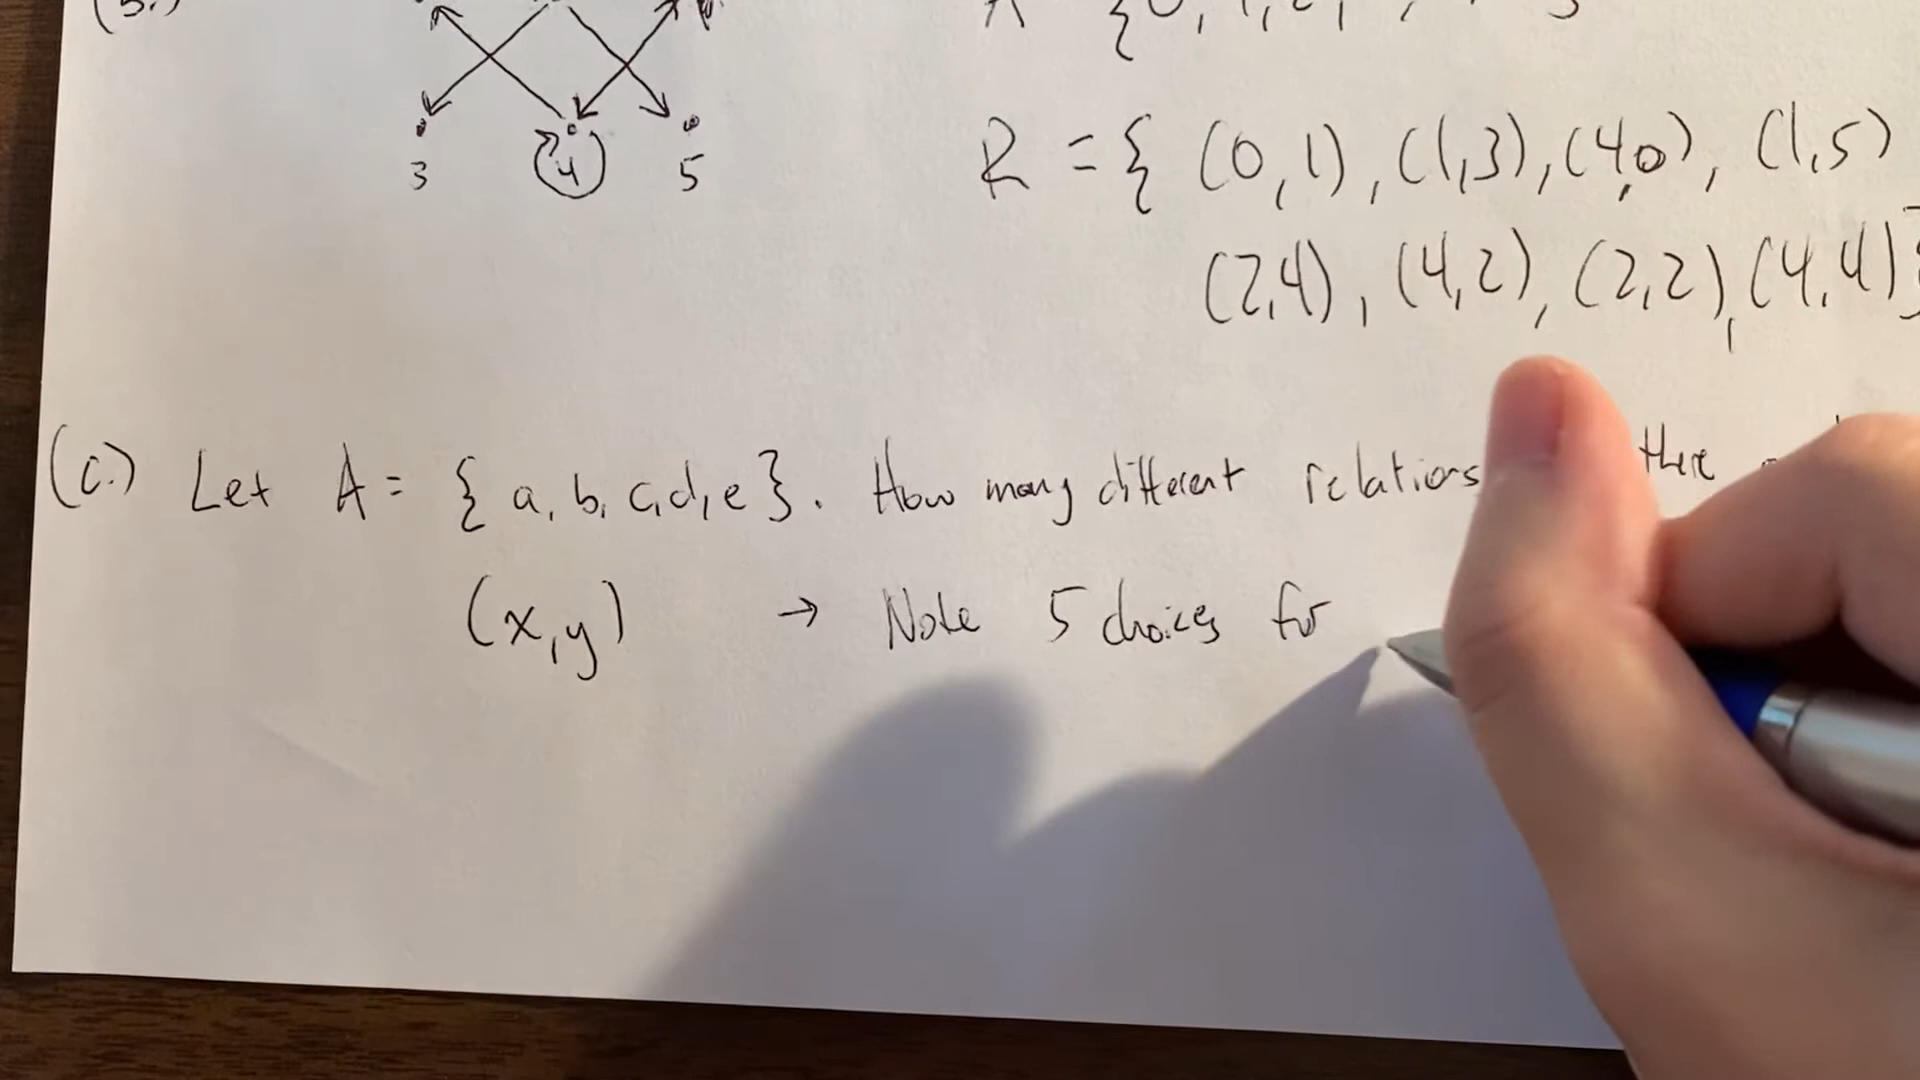 3 4 5
R = { (0,1), (1,3), (4,0), (1,5)
(2,4), (4,2), (2,2), (4,4)}
(c.) Let A = { a, b, c, d, e }. How many different relations there
(x,y) → Note 5 choices for